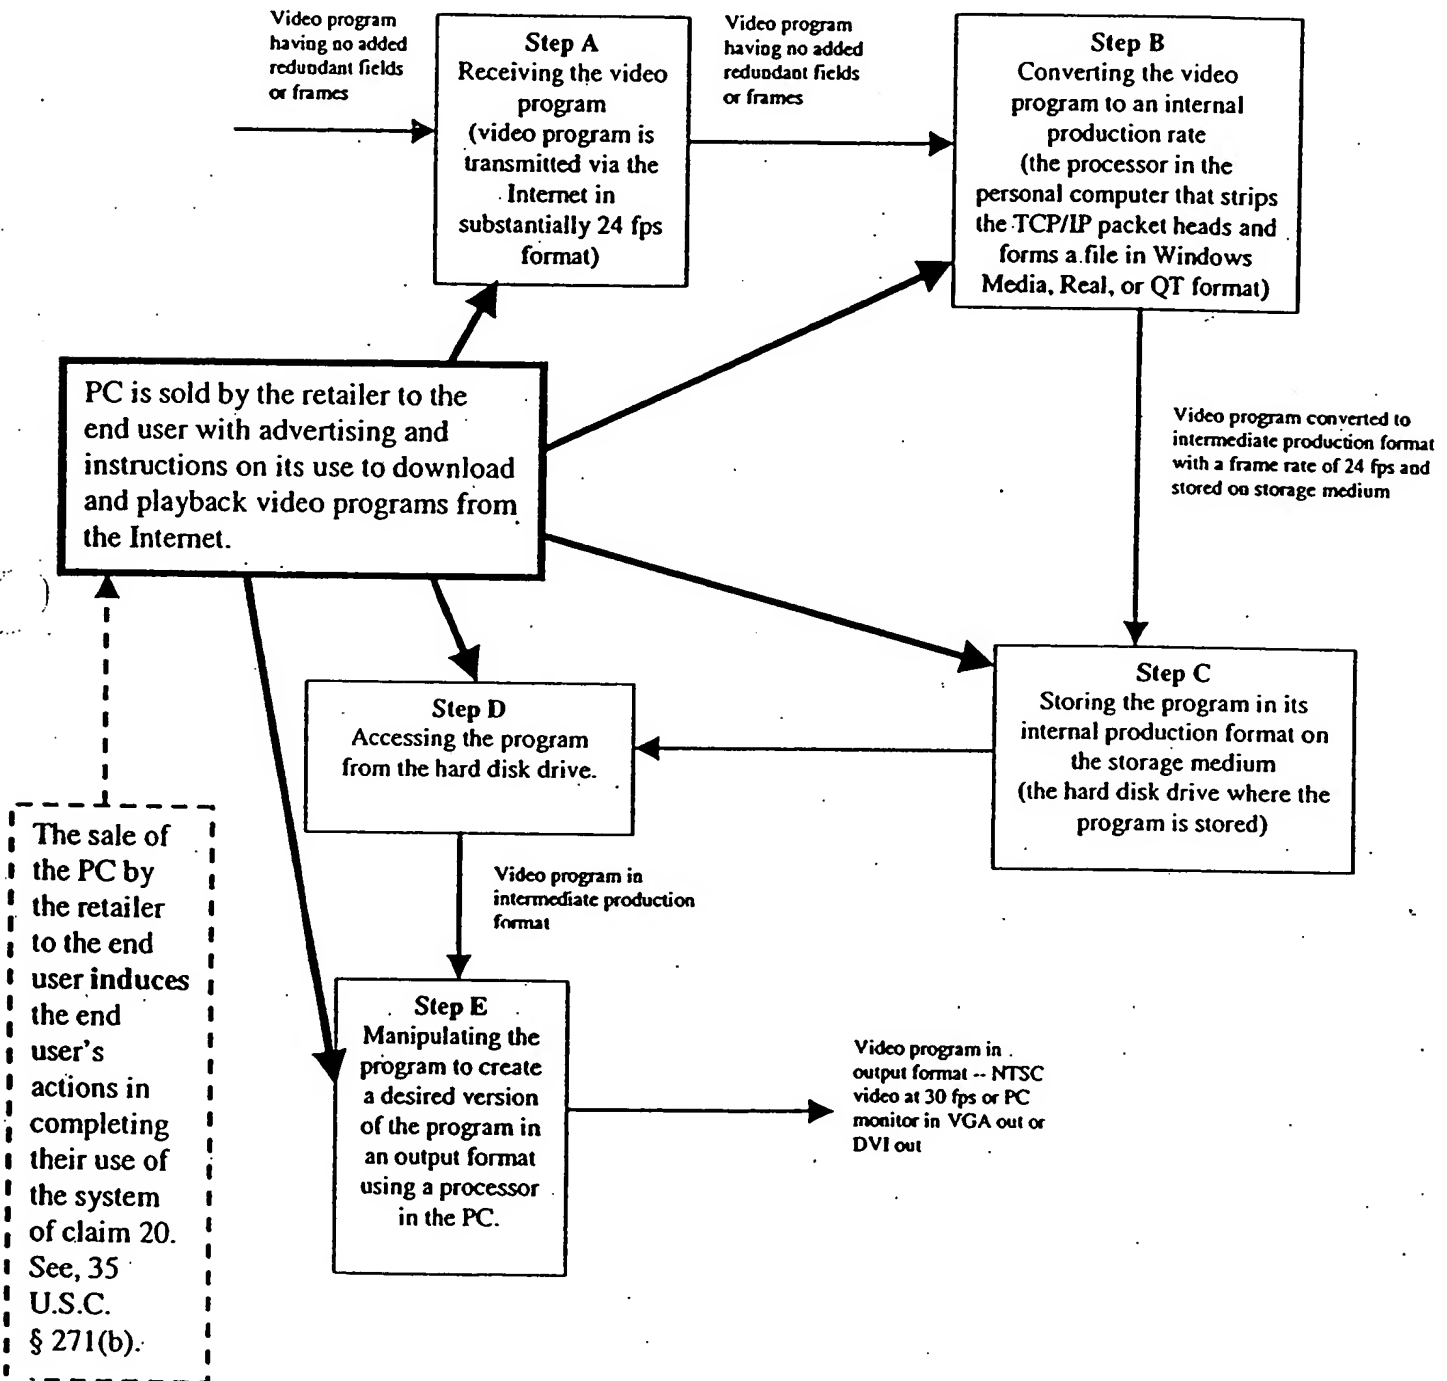 Video program
having no added
redundant fields
or frames
Step A
Receiving the video
program
(video program is
transmitted via the
Internet in
substantially 24 fps
format)
Video program
having no added
redundant fields
or frames
Step B
Converting the video
program to an internal
production rate
(the processor in the
personal computer that strips
the TCP/IP packet heads and
forms a file in Windows
Media, Real, or QT format)
PC is sold by the retailer to the
end user with advertising and
instructions on its use to download
and playback video programs from
the Internet.
Video program converted to
intermediate production format
with a frame rate of 24 fps and
stored on storage medium
Step C
Storing the program in its
internal production format on
the storage medium
(the hard disk drive where the
program is stored)
Step D
Accessing the program
from the hard disk drive.
Video program in
intermediate production
format
Step E
Manipulating the
program to create
a desired version
of the program in
an output format
using a processor
in the PC.
Video program in
output format -- NTSC
video at 30 fps or PC
monitor in VGA out or
DVI out
The sale of
the PC by
the retailer
to the end
user induces
the end
user's
actions in
completing
their use of
the system
of claim 20.
See, 35
U.S.C.
§ 271(b).